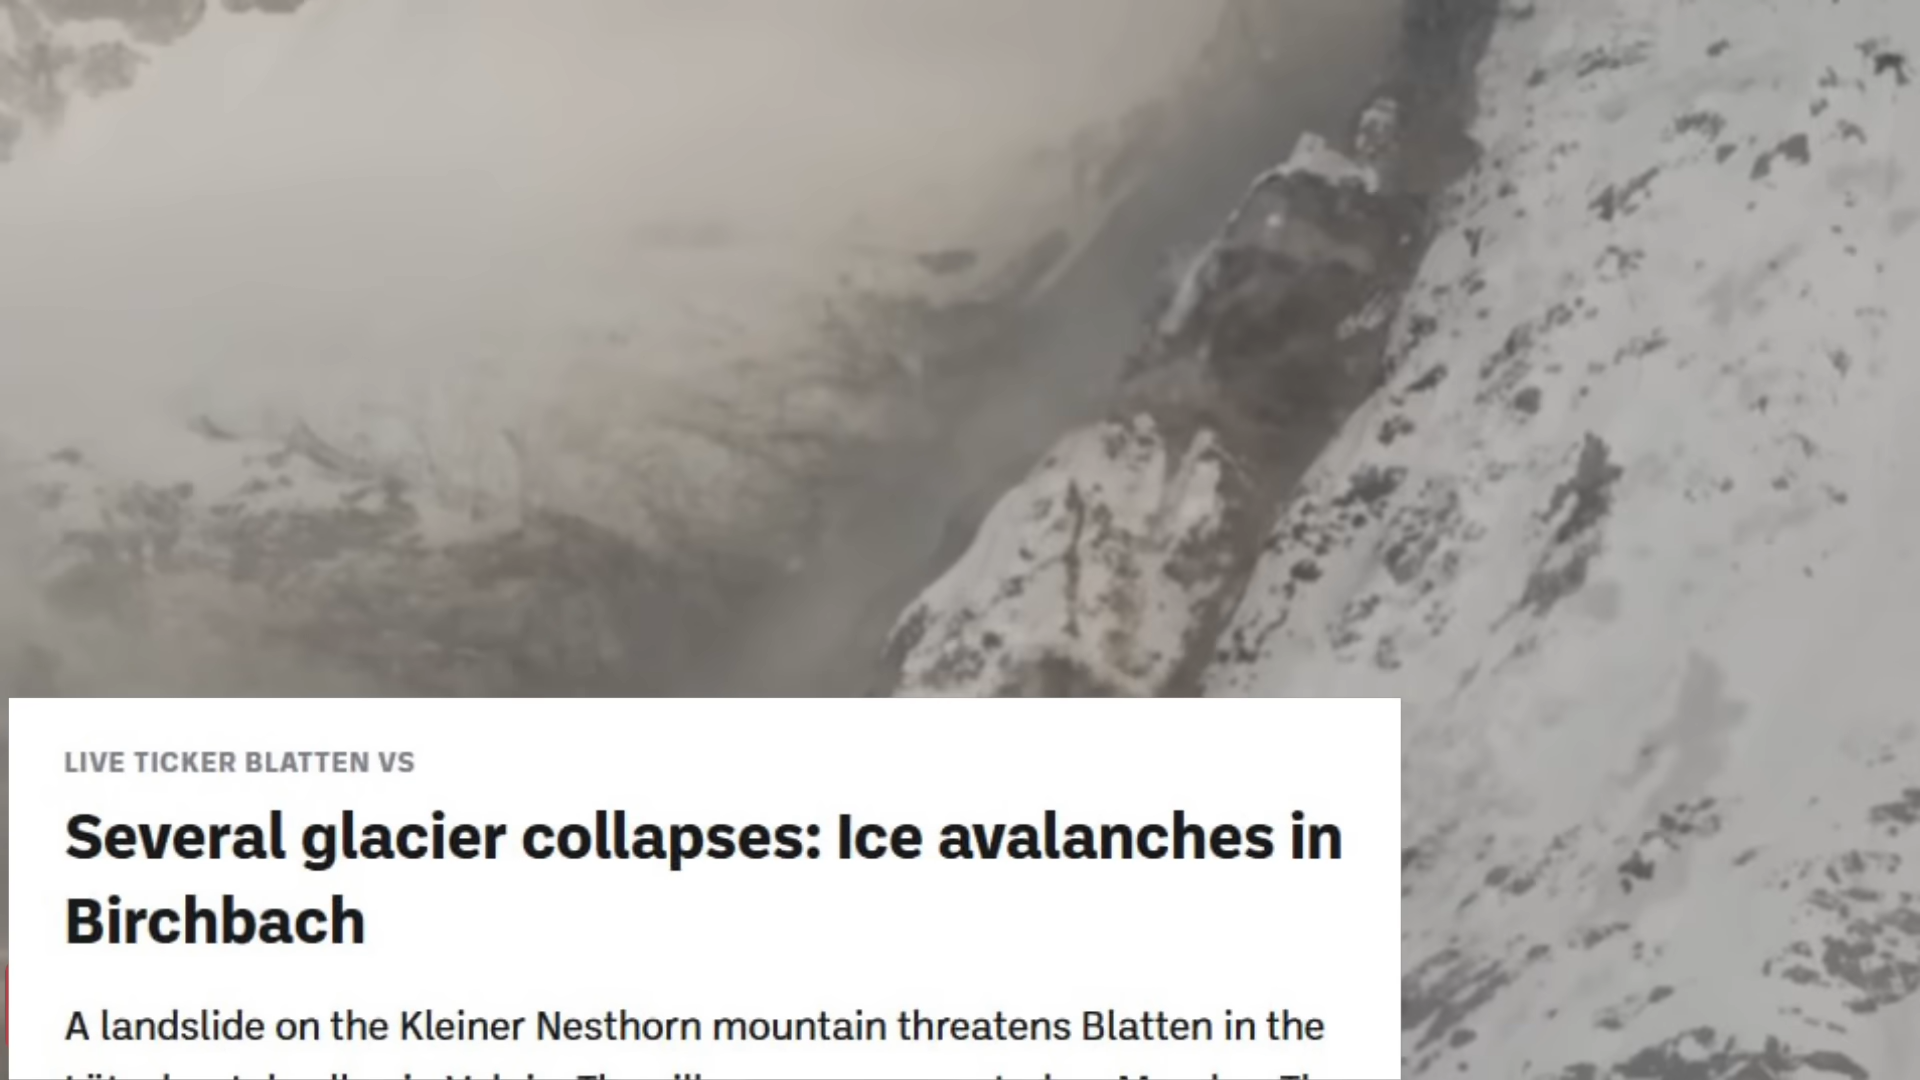 LIVE TICKER BLATTEN VS
Several glacier collapses: Ice avalanches in
Birchbach
A landslide on the Kleiner Nesthorn mountain threatens Blatten in the